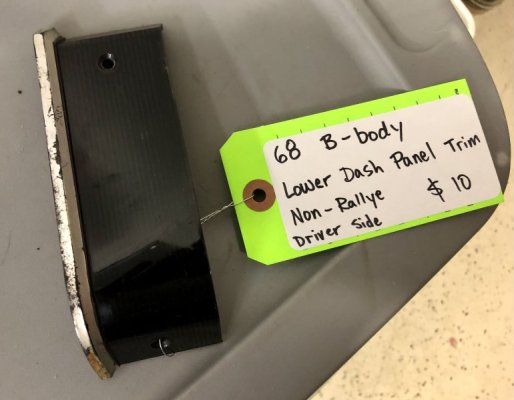 68 B-body
Lower Dash Panel Trim
Non-Rallye $10
Driver Side